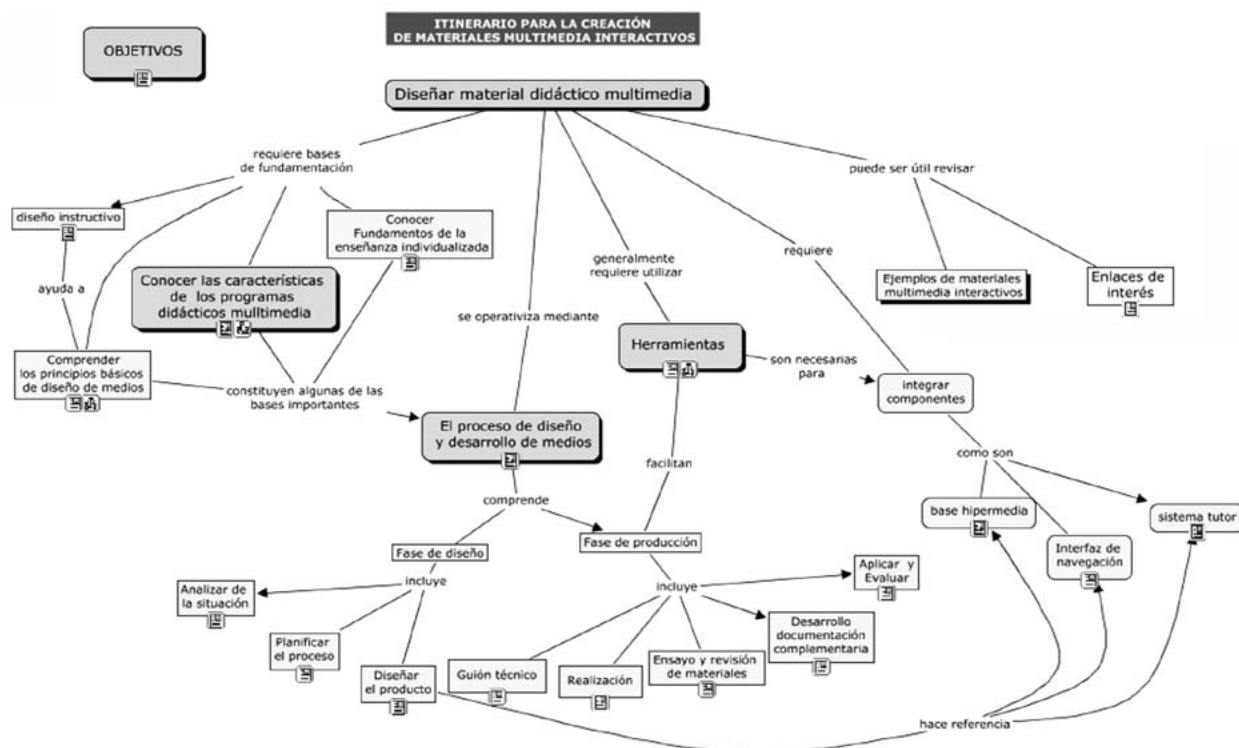 ITINERARIO PARA LA CREACIÓN
DE MATERIALES MULTIMEDIA INTERACTIVOS
OBJETIVOS
Diseñar material didáctico multimedia
requiere bases
de fundamentación
puede ser útil revisar
diseño instructivo
Conocer
Fundamentos de la
enseñanza individualizada
generalmente
requiere utilizar
requiere
Conocer las características
de los programas
didácticos mulltimedia
ayuda a
Ejemplos de materiales
multimedia interactivos
Enlaces de
interés
se operativiza mediante
Herramientas
son necesarias
para
Comprender
los principios básicos
de diseño de medios
constituyen algunas de las
bases importantes
integrar
componentes
El proceso de diseño
y desarrollo de medios
facilitan
como son
comprende
base hipermedia
sistema tutor
Fase de diseño
Fase de producción
Interfaz de
navegación
incluye
incluye
Aplicar y
Evaluar
Analizar de
la situación
Planificar
el proceso
Desarrollo
documentación
complementaria
Diseñar
el producto
Guión técnico
Realización
Ensayo y revisión
de materiales
hace referencia